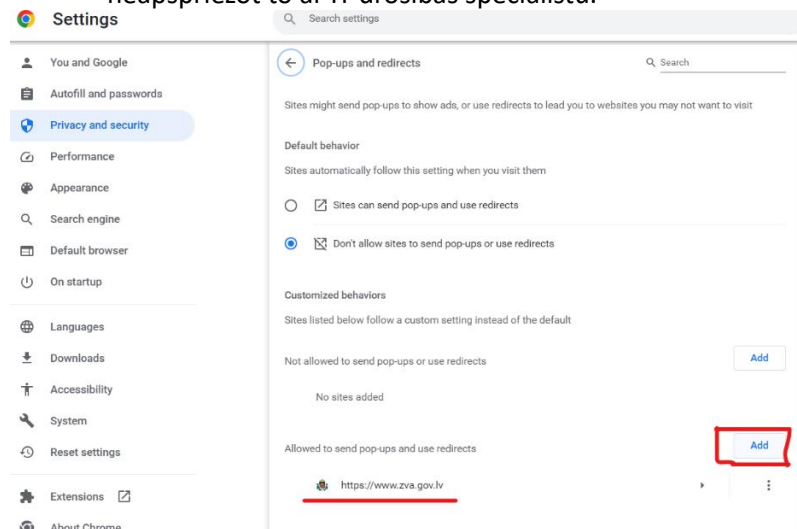 neapspriežot to ar IT drošības speciālistu.
Settings
Search settings
You and Google
Autofill and passwords
Privacy and security
Performance
Appearance
Search engine
Default browser
On startup
Languages
Downloads
Accessibility
System
Reset settings
Extensions
About Chrome
Pop-ups and redirects
Search
Sites might send pop-ups to show ads, or use redirects to lead you to websites you may not want to visit
Default behavior
Sites automatically follow this setting when you visit them
Sites can send pop-ups and use redirects
Don't allow sites to send pop-ups or use redirects
Customized behaviors
Sites listed below follow a custom setting instead of the default
Not allowed to send pop-ups or use redirects
Add
No sites added
Allowed to send pop-ups and use redirects
Add
https://www.zva.gov.lv